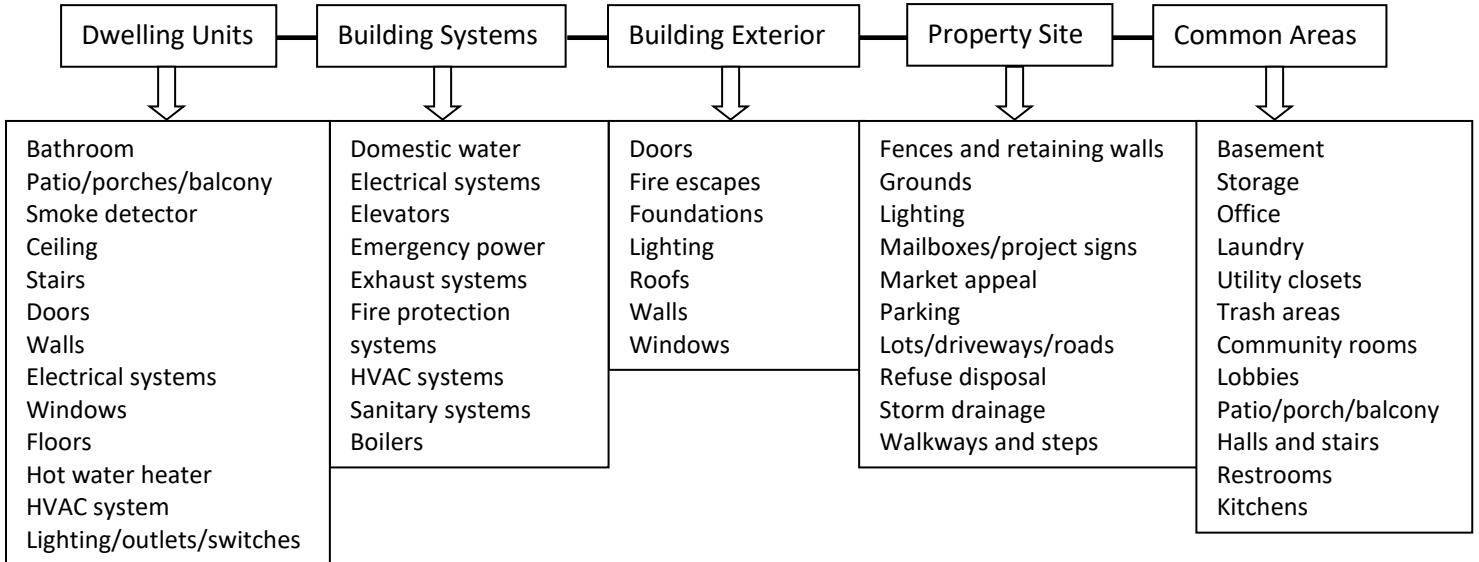 Dwelling Units
Building Systems
Building Exterior
Property Site
Common Areas
Bathroom
Patio/porches/balcony
Smoke detector
Ceiling
Stairs
Doors
Walls
Electrical systems
Windows
Floors
Hot water heater
HVAC system
Lighting/outlets/switches
Domestic water
Electrical systems
Elevators
Emergency power
Exhaust systems
Fire protection
systems
HVAC systems
Sanitary systems
Boilers
Doors
Fire escapes
Foundations
Lighting
Roofs
Walls
Windows
Fences and retaining walls
Grounds
Lighting
Mailboxes/project signs
Market appeal
Parking
Lots/driveways/roads
Refuse disposal
Storm drainage
Walkways and steps
Basement
Storage
Office
Laundry
Utility closets
Trash areas
Community rooms
Lobbies
Patio/porch/balcony
Halls and stairs
Restrooms
Kitchens